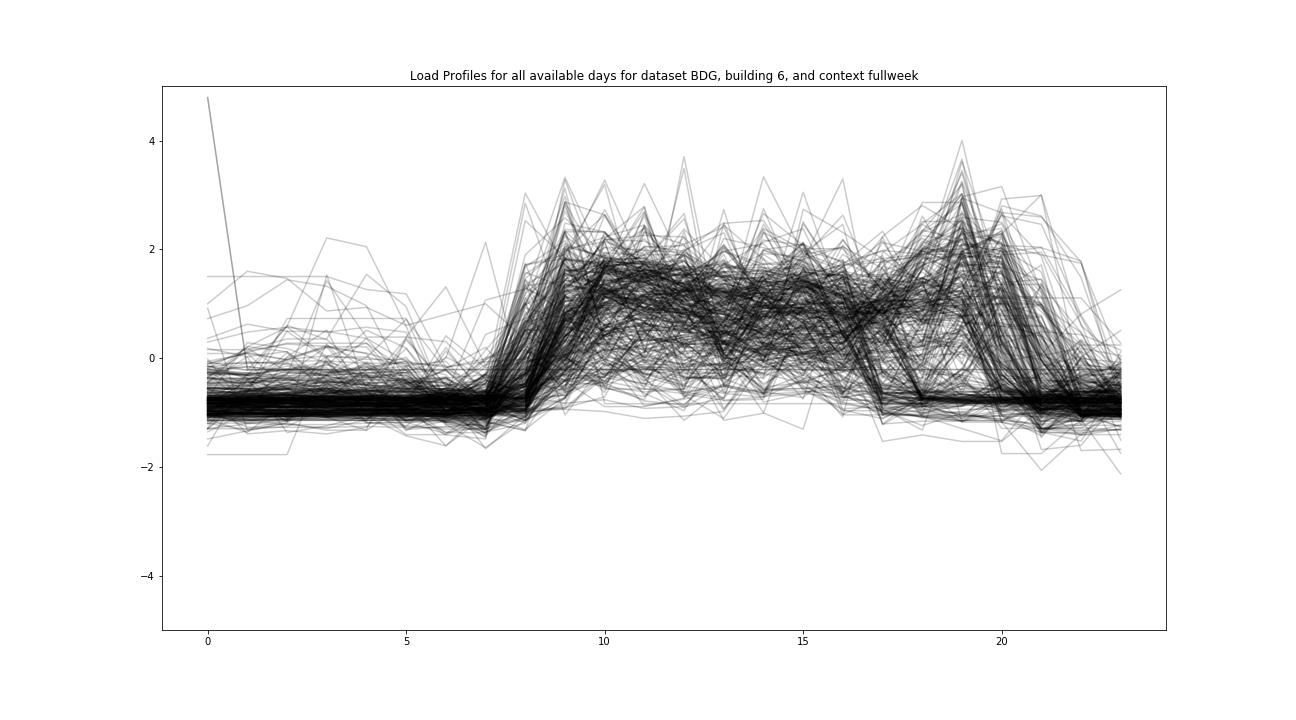 Load Profiles for all available days for dataset BDG, building 6, and context fullweek
4
2
0
−2
−4
0 5 10 15 20